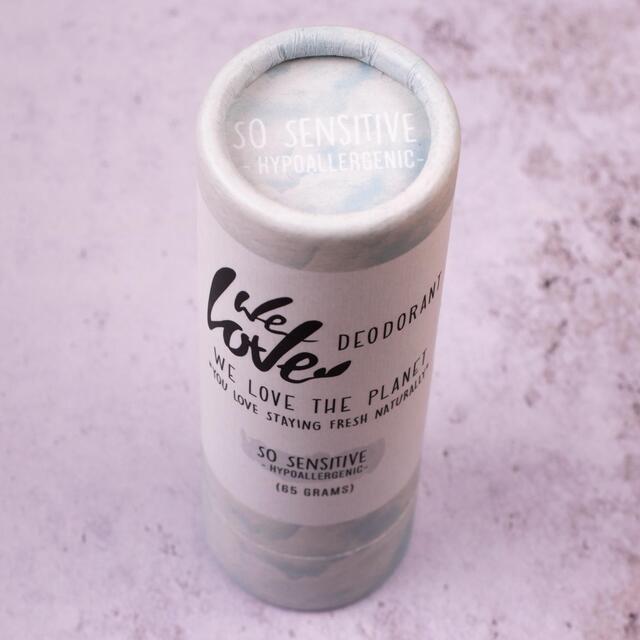 SO SENSITIVE
- HYPOALLERGENIC-
We
Love
DEODORANT
WE LOVE THE PLANET
"YOU LOVE STAYING FRESH NATURALLY"
SO SENSITIVE
-HYPOALLERGENIC-
(65 GRAMS)